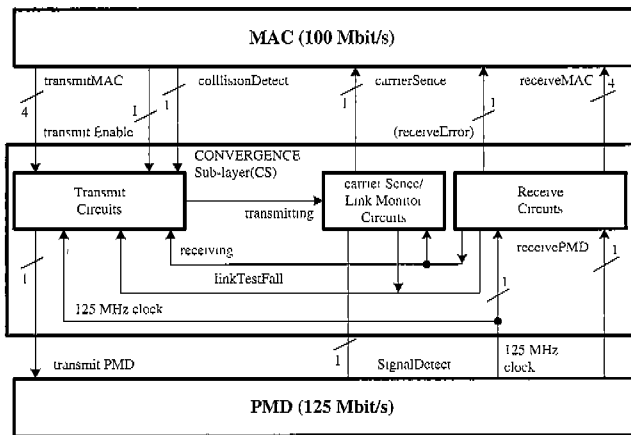 MAC (100 Mbit/s)
transmitMAC
colllisionDetect
carrierSence
receiveMAC
4
1
1
1
1
4
transmit Enable
(receiveError)
CONVERGENCE
Sub-layer(CS)
Transmit
Circuits
carrier Sence/
Link Monitor
Circuits
Receive
Circuits
transmitting
receiving
receivePMD
1
1
linkTestFall
1
125 MHz clock
transmit PMD
1
SignalDetect
125 MHz
clock
PMD (125 Mbit/s)